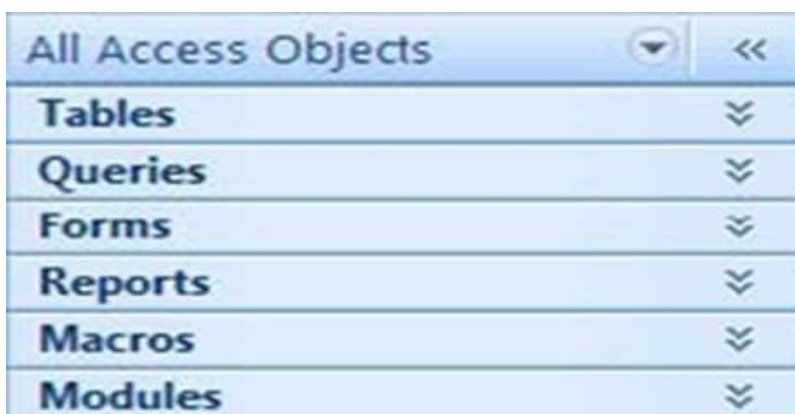 All Access Objects
Tables
Queries
Forms
Reports
Macros
Modules